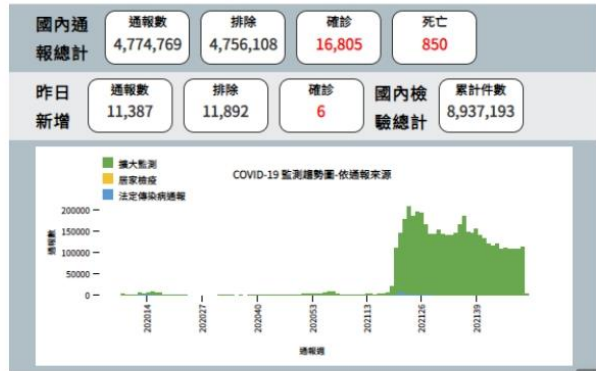 國內通報總計
通報數
4,774,769
排除
4,756,108
確診
16,805
死亡
850
昨日新增
通報數
11,387
排除
11,892
確診
6
國內檢驗總計
累計件數
8,937,193
擴大監測
居家檢疫
法定傳染病通報
COVID-19 監測趨勢圖-依通報來源
通報數
200000
150000
100000
50000
0
202014
202027
202040
202053
202113
202126
202139
通報週